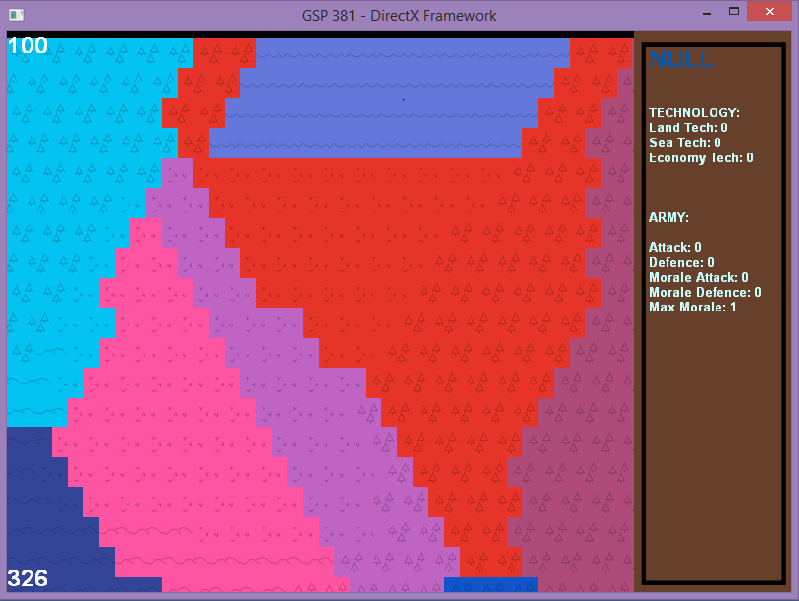 GSP 381 - DirectX Framework
100
NULL
TECHNOLOGY:
Land Tech: 0
Sea Tech: 0
Economy Tech: 0
ARMY:
Attack: 0
Defence: 0
Morale Attack: 0
Morale Defence: 0
Max Morale: 1
326